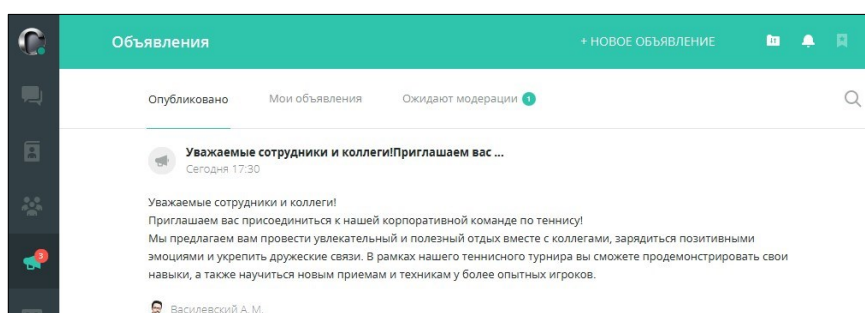 Объявления
+ НОВОЕ ОБЪЯВЛЕНИЕ
Опубликовано
Мои объявления
Ожидают модерации 1
Уважаемые сотрудники и коллеги!Приглашаем вас ...
Сегодня 17:30
3
Уважаемые сотрудники и коллеги!
Приглашаем вас присоединиться к нашей корпоративной команде по теннису!
Мы предлагаем вам провести увлекательный и полезный отдых вместе с коллегами, зарядиться позитивными
эмоциями и укрепить дружеские связи. В рамках нашего теннисного турнира вы сможете продемонстрировать свои
навыки, а также научиться новым приемам и техникам у более опытных игроков.
Василевский А. М.